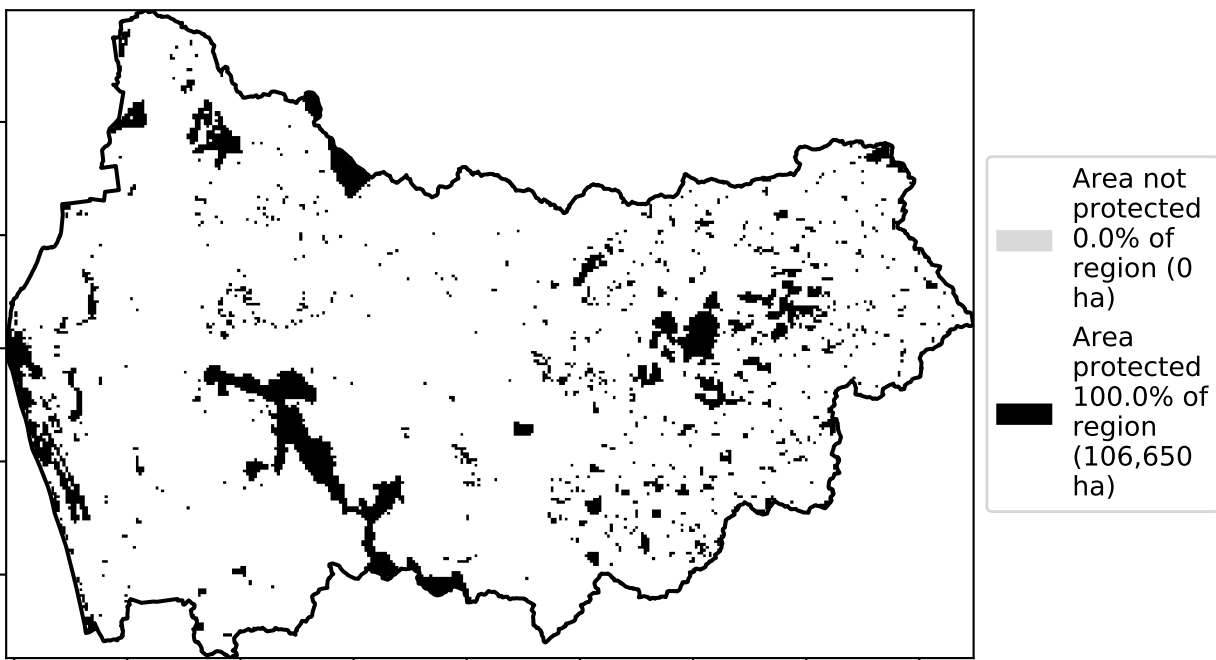 Area not
protected
0.0% of
region (0
ha)
Area
protected
100.0% of
region
(106,650
ha)